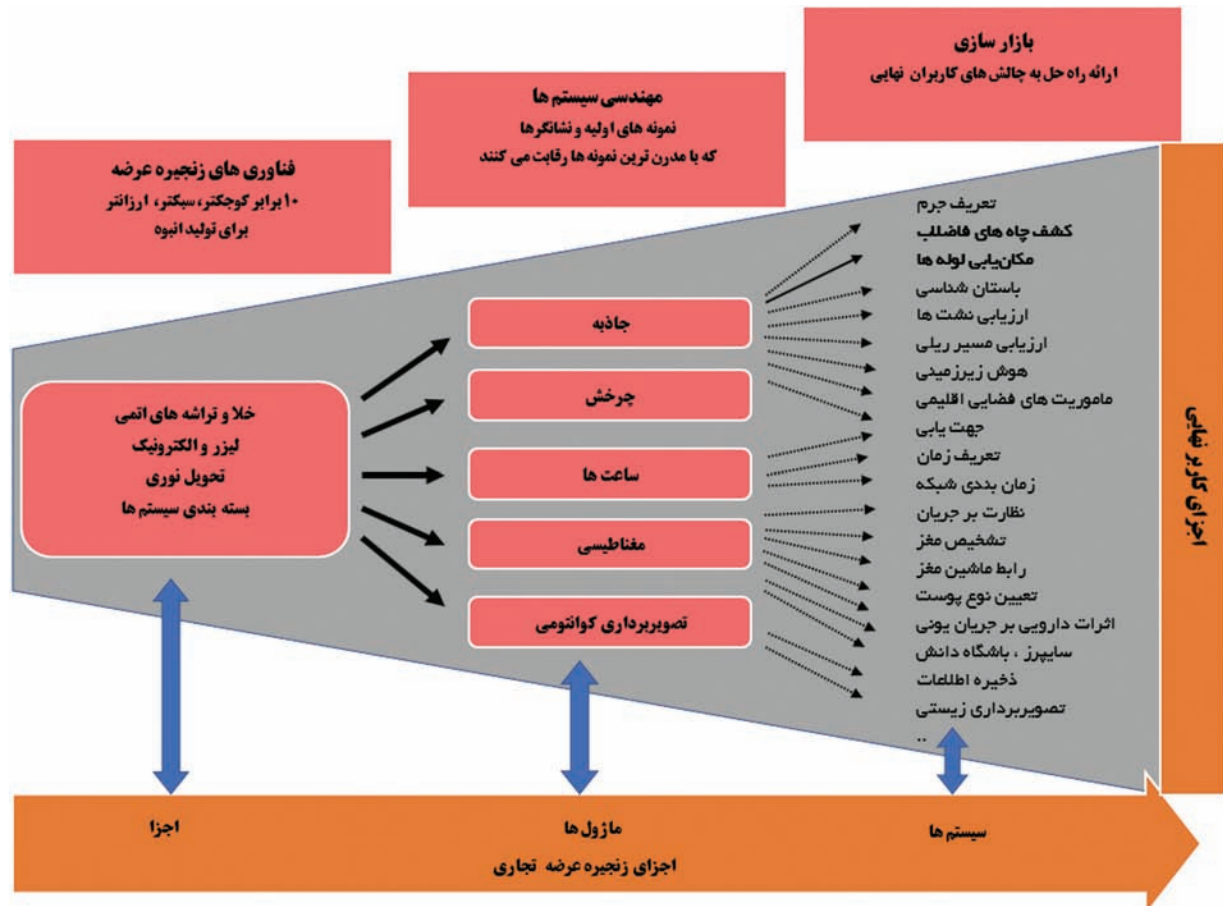 بازار سازی
ارائه راه حل به چالش های کاربران نهایی
مهندسی سیستم ها
نمونه های اولیه و نشانگرها
که با مدرن ترین نمونه ها رقابت می کنند
فناوری های زنجیره عرضه
۱۰ برابر کوچکتر، سبکتر، ارزانتر
برای تولید انبوه
خلا و تراشه های اتمی
لیزر و الکترونیک
تحویل نوری
بسته بندی سیستم ها
جاذبه
چرخش
ساعت ها
مغناطیسی
تصویربرداری کوانتومی
تعریف جرم
کشف چاه های فاضلاب
مکان‌یابی لوله ها
باستان شناسی
ارزیابی نشت ها
ارزیابی مسیر ریلی
هوش زیرزمینی
ماموریت های فضایی اقلیمی
جهت یابی
تعریف زمان
زمان بندی شبکه
نظارت بر جریان
تشخیص مغز
رابط ماشین مغز
تعیین نوع پوست
اثرات دارویی بر جریان یونی
سایپرز ، باشگاه دانش
ذخیره اطلاعات
تصویربرداری زیستی
..
اجزای کاربر نهایی
اجزا
ماژول ها
سیستم ها
اجزای زنجیره عرضه تجاری